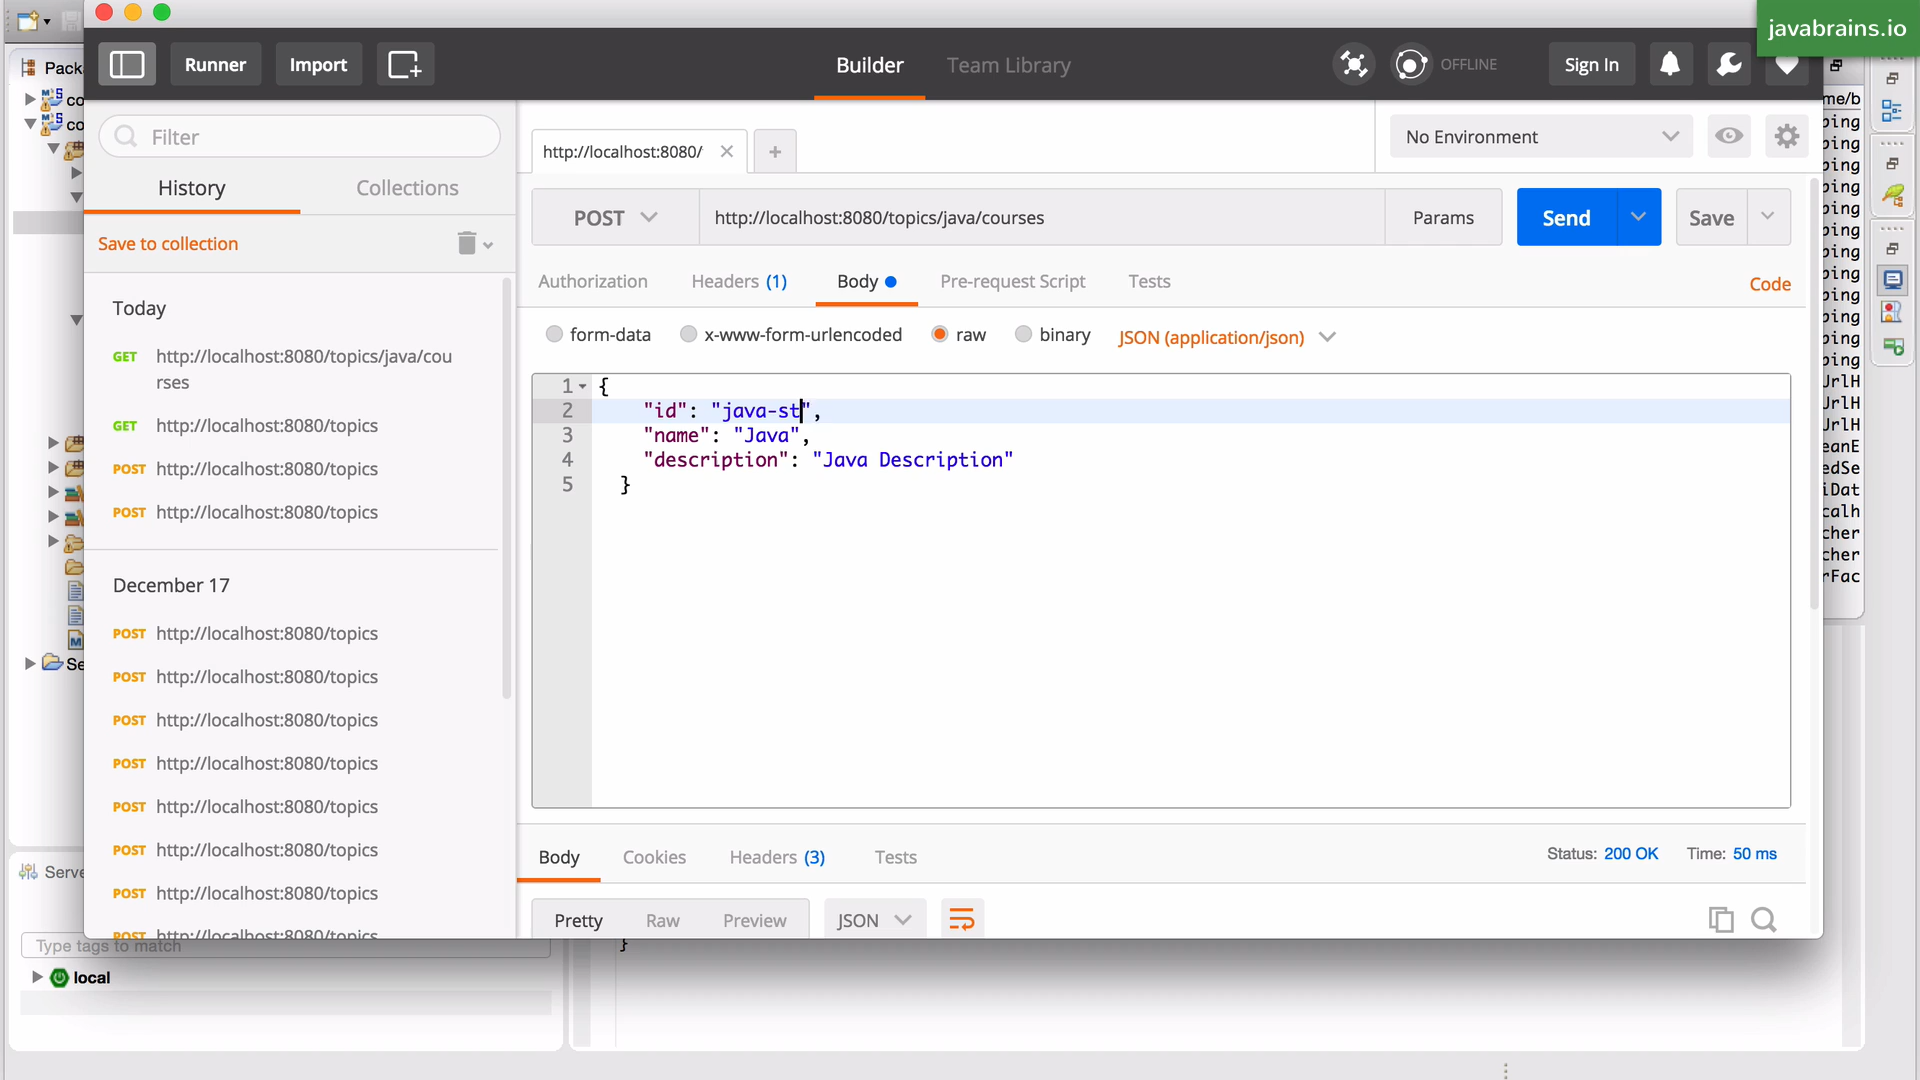 javabrains.io
Runner
Import
Builder
Team Library
OFFLINE
Sign In
Filter
History
Collections
Save to collection
Today
GET http://localhost:8080/topics/java/cou
rses
GET http://localhost:8080/topics
POST http://localhost:8080/topics
POST http://localhost:8080/topics
December 17
POST http://localhost:8080/topics
POST http://localhost:8080/topics
POST http://localhost:8080/topics
POST http://localhost:8080/topics
POST http://localhost:8080/topics
POST http://localhost:8080/topics
POST http://localhost:8080/topics
POST http://localhost:8080/topics
http://localhost:8080/
No Environment
POST
http://localhost:8080/topics/java/courses
Params
Send
Save
Authorization
Headers (1)
Body
Pre-request Script
Tests
Code
form-data
x-www-form-urlencoded
raw
binary
JSON (application/json)
1 {
2 "id": "java-st",
3 "name": "Java",
4 "description": "Java Description"
5 }
Body
Cookies
Headers (3)
Tests
Status: 200 OK
Time: 50 ms
Pretty
Raw
Preview
JSON
Type tags to match
local
}